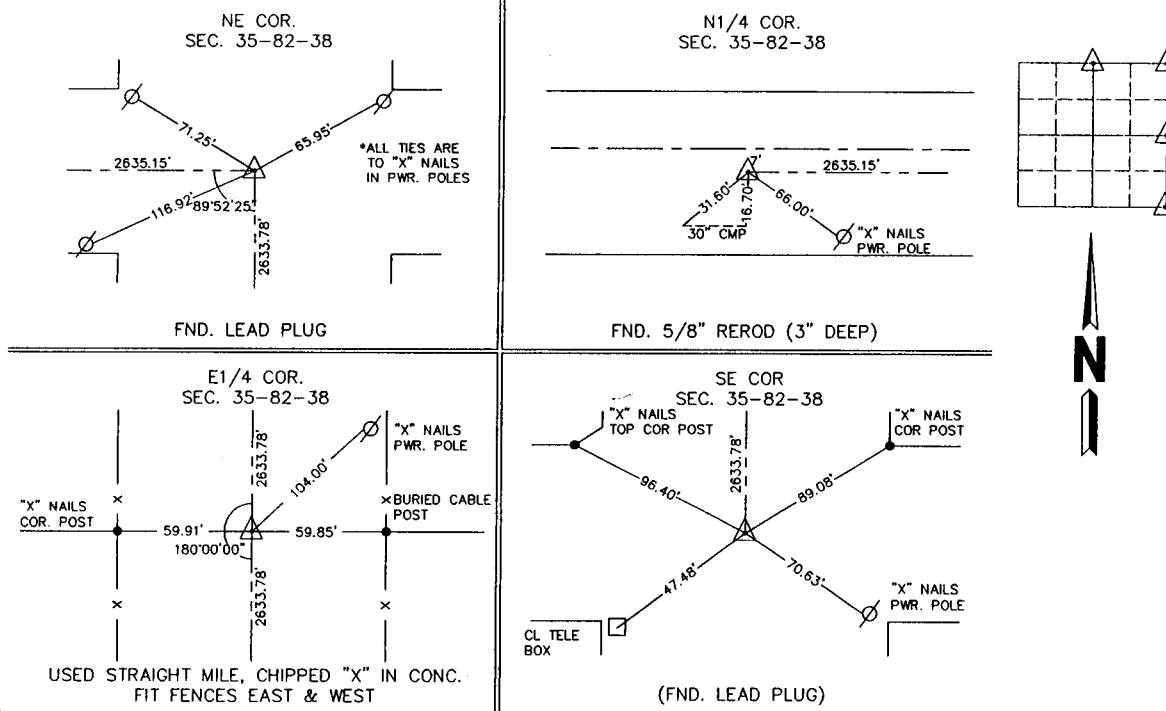 NE COR.
SEC. 35-82-38
71.25'
65.95'
*ALL TIES ARE
TO "X" NAILS
IN PWR. POLES
2635.15'
116.92'
89°52'25"
2633.78'
FND. LEAD PLUG
N1/4 COR.
SEC. 35-82-38
7'
2635.15'
31.60'
16.70'
66.00'
30" CMP
"X" NAILS
PWR. POLE
FND. 5/8" REROD (3" DEEP)
N
E1/4 COR.
SEC. 35-82-38
"X" NAILS
PWR. POLE
2633.78'
104.00'
"X" NAILS
COR. POST
X
X BURIED CABLE
POST
59.91'
59.85'
180°00'00"
2633.78'
X
X
USED STRAIGHT MILE, CHIPPED "X" IN CONC.
FIT FENCES EAST & WEST
SE COR
SEC. 35-82-38
"X" NAILS
TOP COR POST
"X" NAILS
COR POST
2633.78'
96.40'
89.08'
47.48'
70.63'
"X" NAILS
PWR. POLE
CL TELE
BOX
(FND. LEAD PLUG)